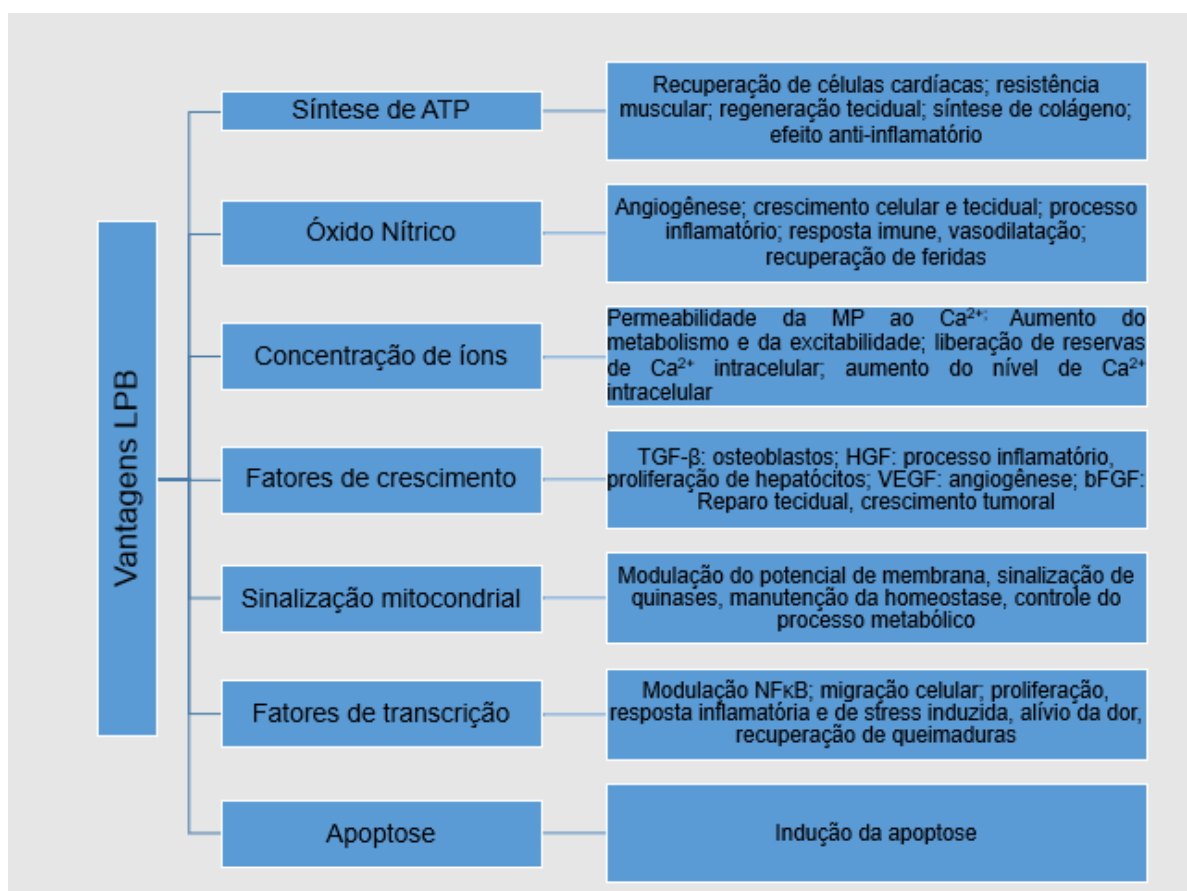 Vantagens LPB
Síntese de ATP
Recuperação de células cardíacas; resistência
muscular; regeneração tecidual; síntese de colágeno;
efeito anti-inflamatório
Óxido Nítrico
Angiogênese; crescimento celular e tecidual; processo
inflamatório; resposta imune, vasodilatação;
recuperação de feridas
Concentração de íons
Permeabilidade da MP ao Ca²⁺; Aumento do
metabolismo e da excitabilidade; liberação de reservas
de Ca²⁺ intracelular; aumento do nível de Ca²⁺
intracelular
Fatores de crescimento
TGF-β: osteoblastos; HGF: processo inflamatório,
proliferação de hepatócitos; VEGF: angiogênese; bFGF:
Reparo tecidual, crescimento tumoral
Sinalização mitocondrial
Modulação do potencial de membrana, sinalização de
quinases, manutenção da homeostase, controle do
processo metabólico
Fatores de transcrição
Modulação NFκB; migração celular; proliferação,
resposta inflamatória e de stress induzida, alívio da dor,
recuperação de queimaduras
Apoptose
Indução da apoptose